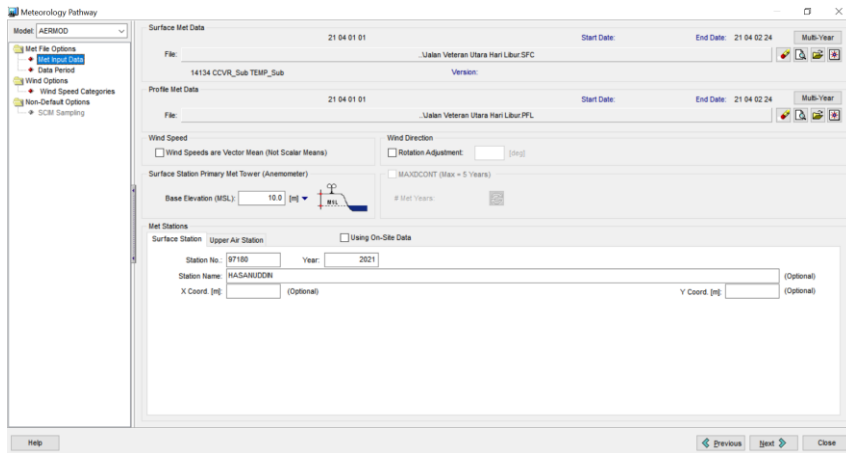 Meteorology Pathway
Model: AERMOD
Met File Options
Met Input Data
Data Period
Wind Options
Wind Speed Categories
Non-Default Options
SCIM Sampling
Surface Met Data
21 04 01 01 Start Date: End Date: 21 04 02 24 Multi-Year
File: ..\Jalan Veteran Utara Hari Libur.SFC
14134 CCVR_Sub TEMP_Sub Version:
Profile Met Data
21 04 01 01 Start Date: End Date: 21 04 02 24 Multi-Year
File: ..\Jalan Veteran Utara Hari Libur.PFL
Wind Speed
Wind Speeds are Vector Mean (Not Scalar Means)
Wind Direction
Rotation Adjustment: [deg]
Surface Station Primary Met Tower (Anemometer)
Base Elevation (MSL): 10.0 [m]
MSL
MAXDCONT (Max = 5 Years)
# Met Years:
Met Stations
Surface Station Upper Air Station Using On-Site Data
Station No.: 97180 Year: 2021
Station Name: HASANUDDIN (Optional)
X Coord. [m]: (Optional) Y Coord. [m]: (Optional)
Help Previous Next Close